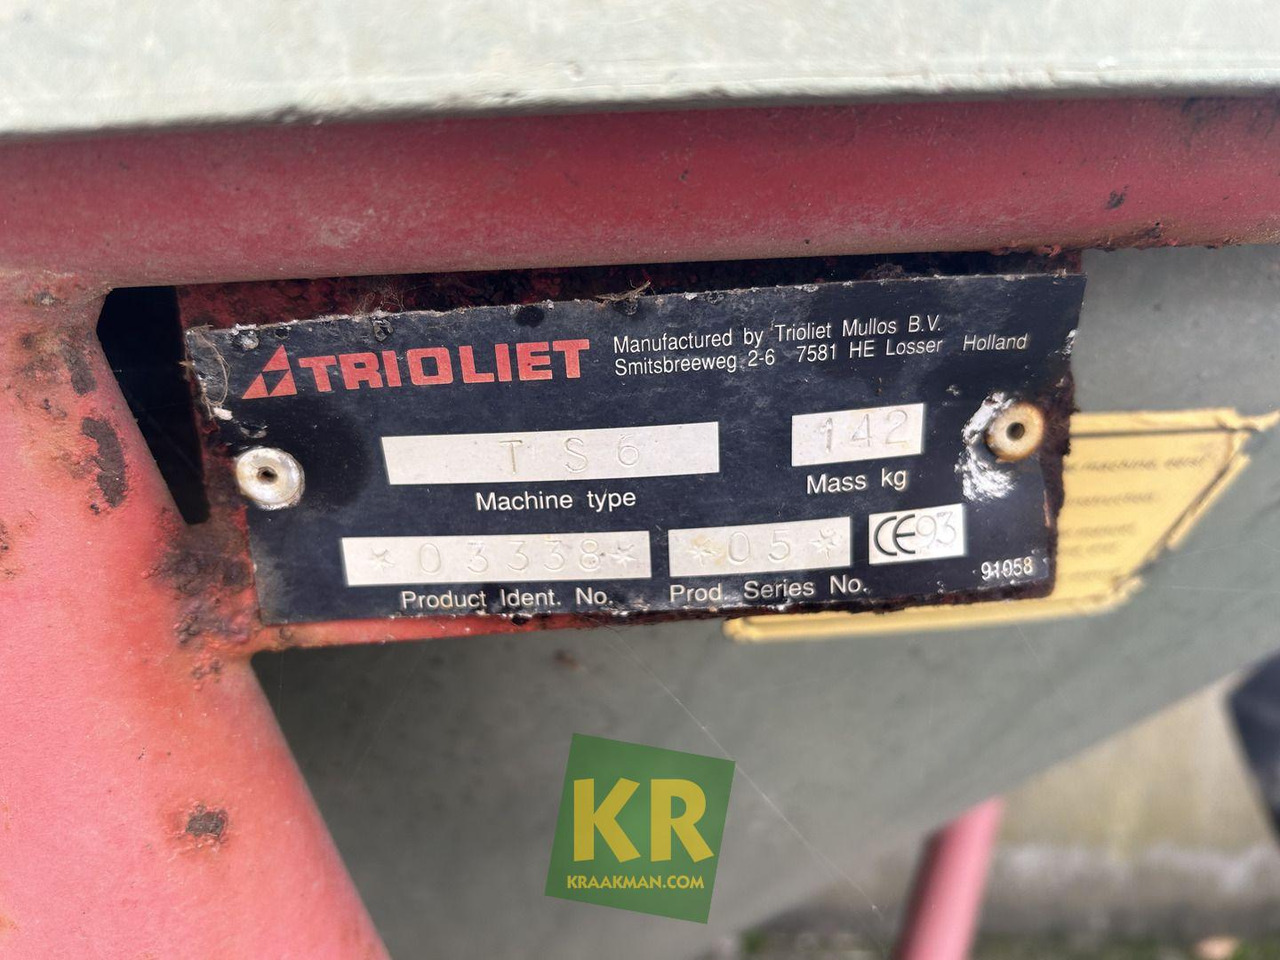 TRIOLIET
Manufactured by Trioliet Mullos B.V.
Smitsbreeweg 2-6 7581 HE Losser Holland
TS6
Machine type
142
Mass kg
*03338*
Product Ident. No.
*05*
Prod. Series No.
CE93
91058
KR
KRAAKMAN.COM